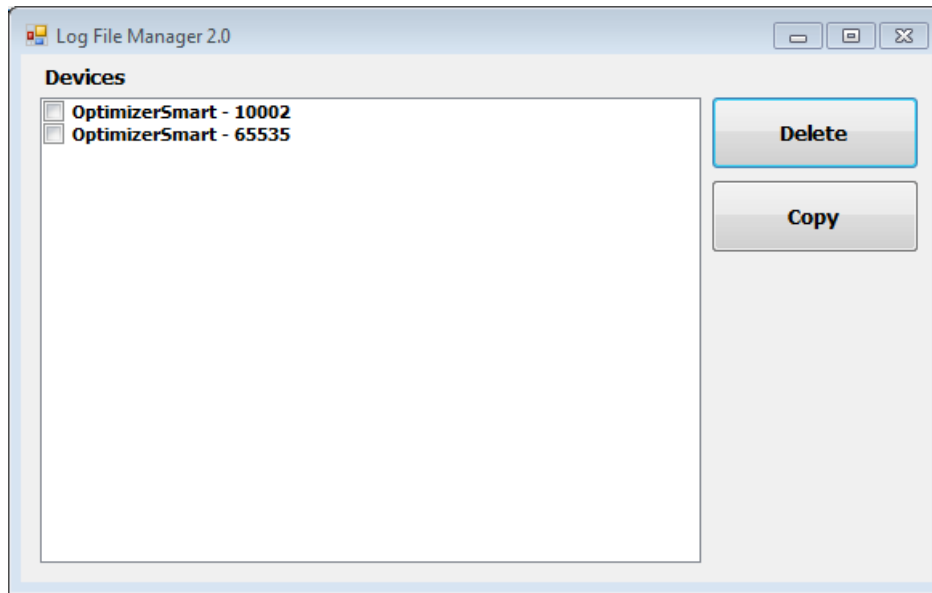 Log File Manager 2.0
Devices
OptimizerSmart - 10002
OptimizerSmart - 65535
Delete
Copy